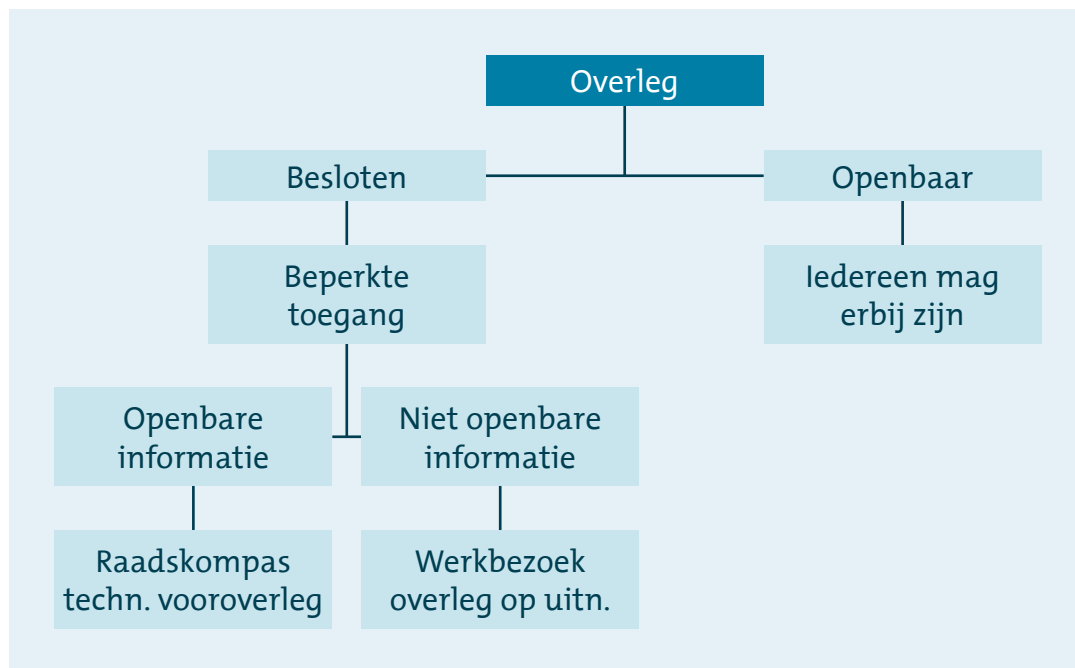 Overleg
Besloten
Openbaar
Beperkte
toegang
Iedereen mag
erbij zijn
Openbare
informatie
Niet openbare
informatie
Raadskompas
techn. vooroverleg
Werkbezoek
overleg op uitn.